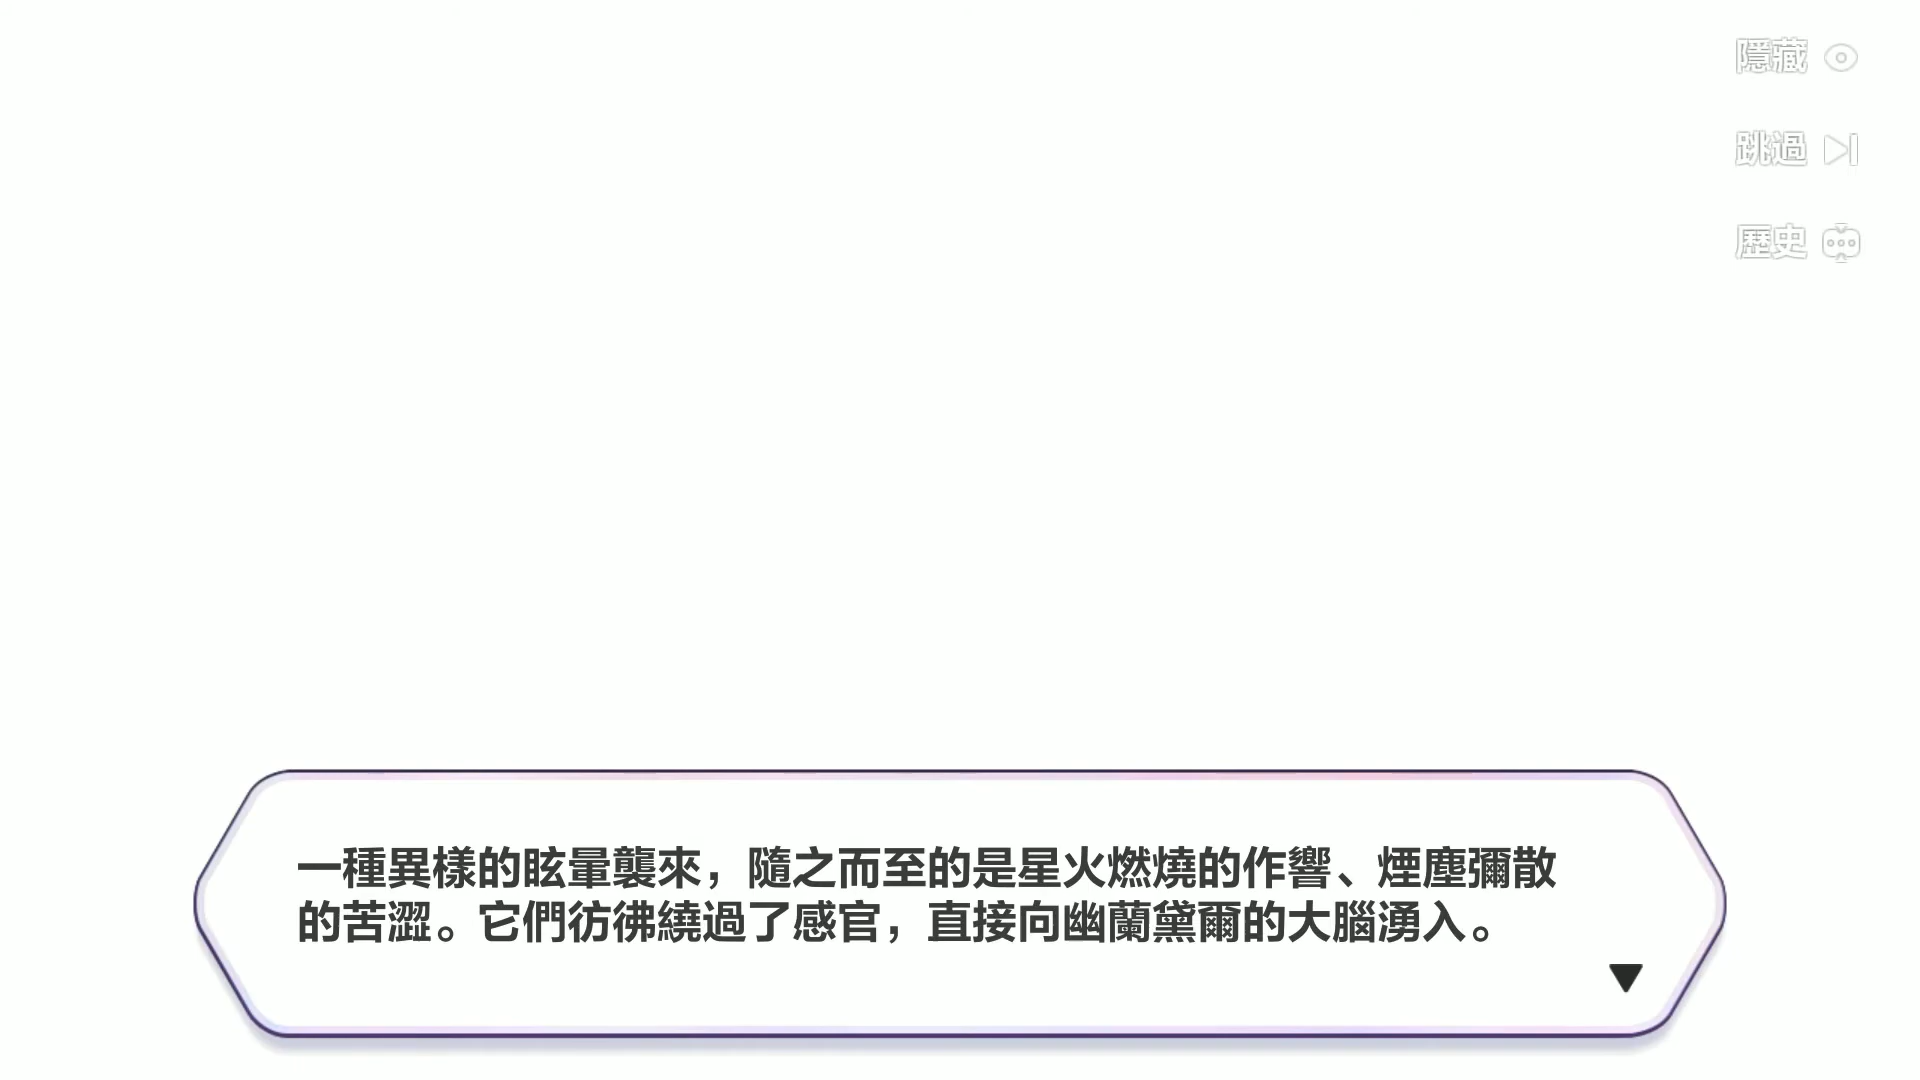 隱藏
跳過
歷史
一種異樣的眩暈襲來，隨之而至的是星火燃燒的作響、煙塵彌散
的苦澀。它們彷彿繞過了感官，直接向幽蘭黛爾的大腦湧入。